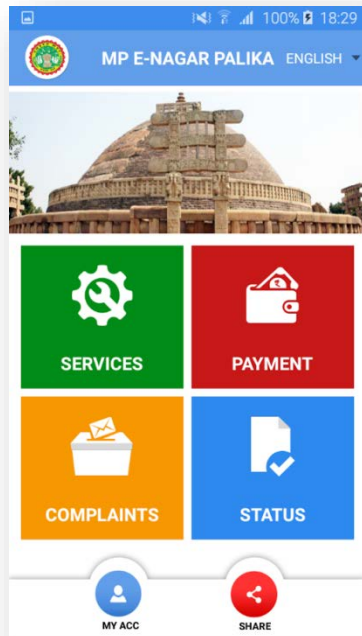 100% 18:29
MP E-NAGAR PALIKA ENGLISH
SERVICES
PAYMENT
COMPLAINTS
STATUS
MY ACC
SHARE